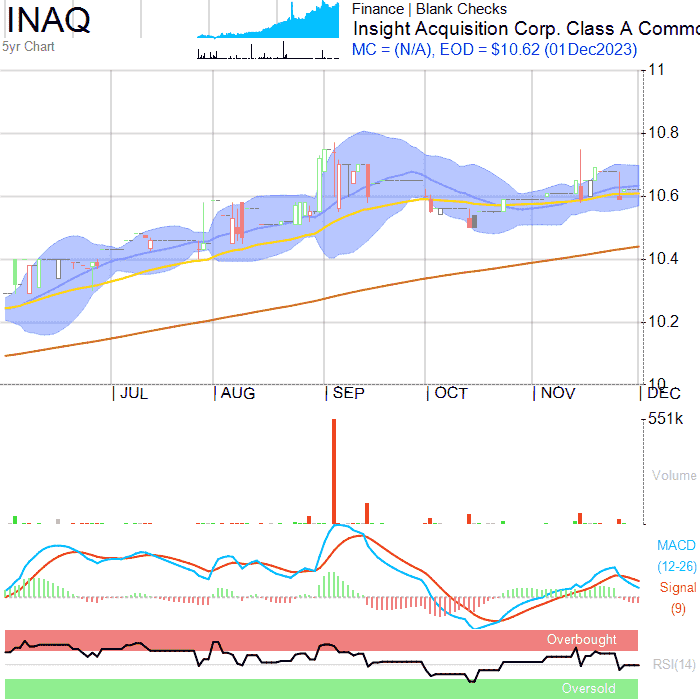 INAQ
5yr Chart
Finance | Blank Checks
Insight Acquisition Corp. Class A Commo
MC = (N/A), EOD = $10.62 (01Dec2023)
11
10.8
10.6
10.4
10.2
10
JUL
AUG
SEP
OCT
NOV
DEC
551k
Volume
MACD
(12-26)
Signal
(9)
Overbought
RSI(14)
Oversold